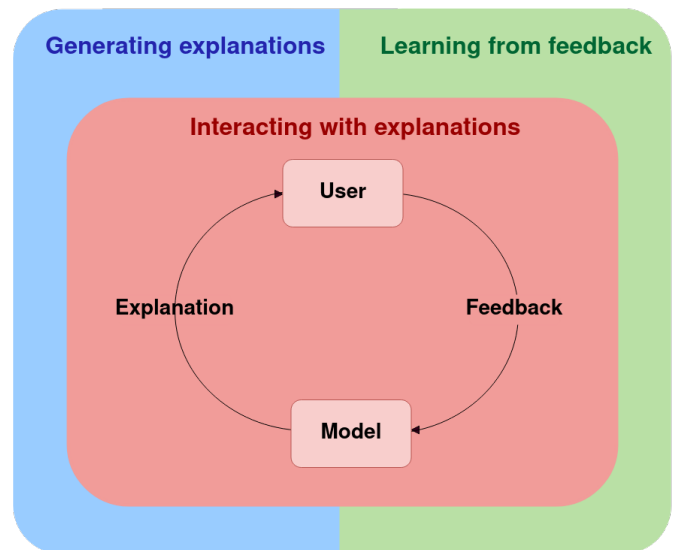 Generating explanations
Learning from feedback
Interacting with explanations
User
Explanation
Feedback
Model